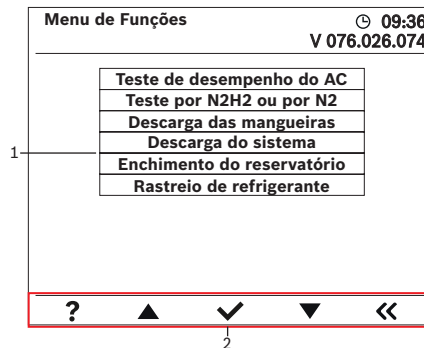 Menu de Funções
09:36
V 076.026.074
Teste de desempenho do AC
Teste por N2H2 ou por N2
Descarga das mangueiras
Descarga do sistema
1
Enchimento do reservatório
Rastreio de refrigerante
?
2